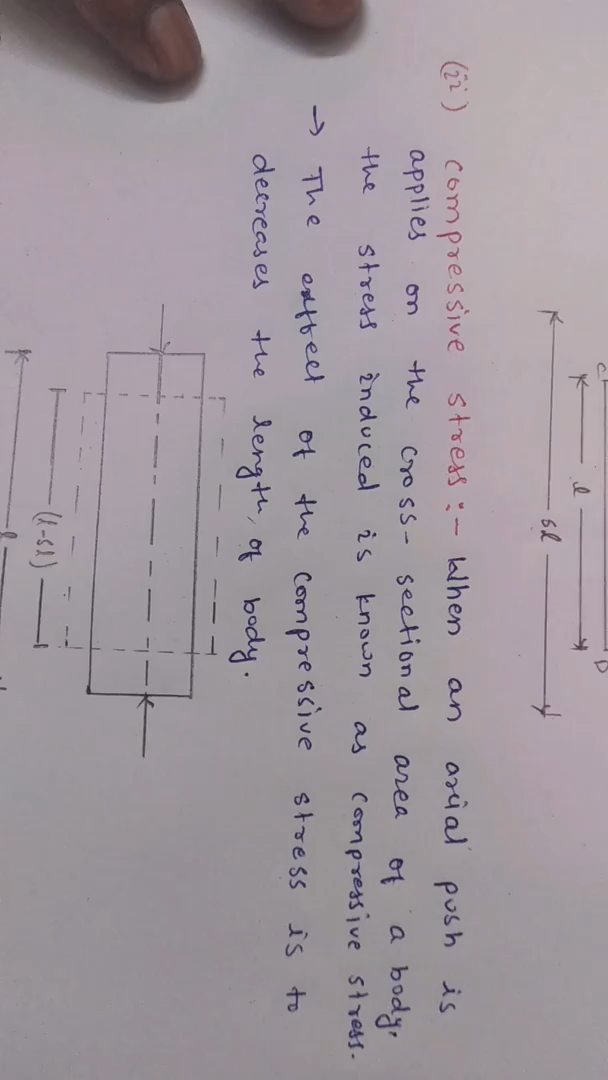 l
δl
(ii) Compressive stress :- When an axial push is
applies on the cross-sectional area of a body,
the stress induced is known as compressive stress.
→ The effect of the compressive stress is to
decreases the length, of body.
(l-δl)
l